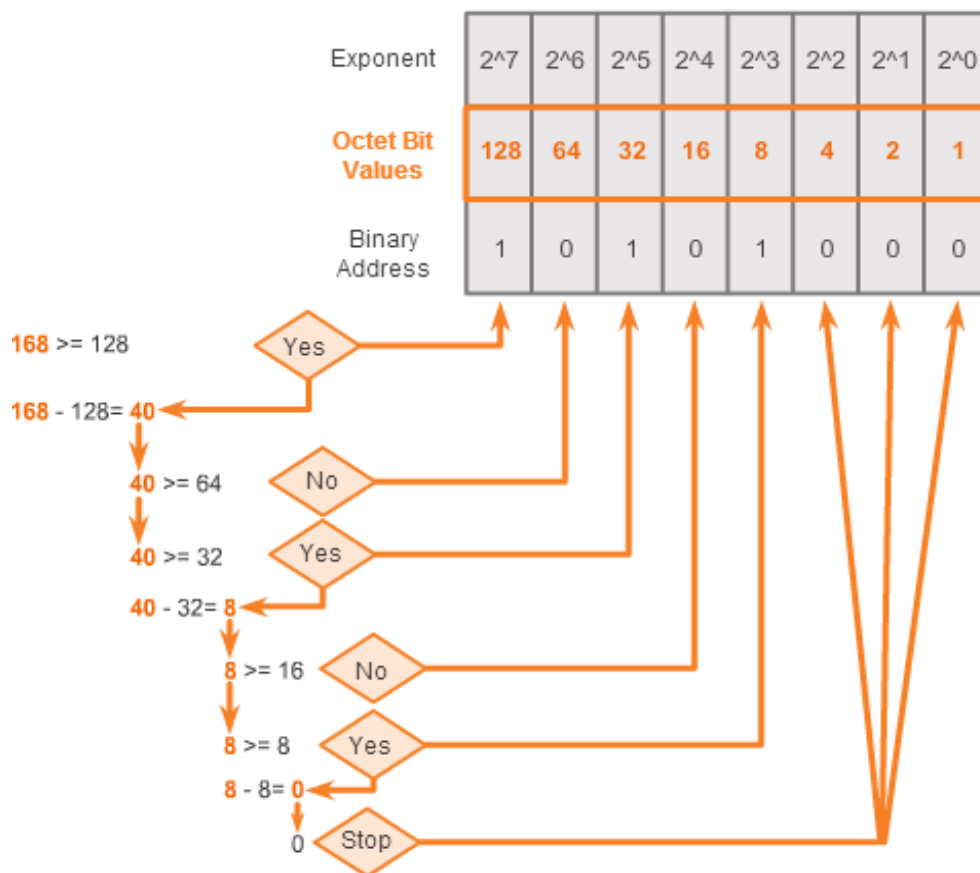 Exponent 2^7 2^6 2^5 2^4 2^3 2^2 2^1 2^0
Octet Bit
Values
128 64 32 16 8 4 2 1
Binary
Address
1 0 1 0 1 0 0 0
168 >= 128 Yes
168 - 128= 40
40 >= 64 No
40 >= 32 Yes
40 - 32= 8
8 >= 16 No
8 >= 8 Yes
8 - 8= 0
0 Stop